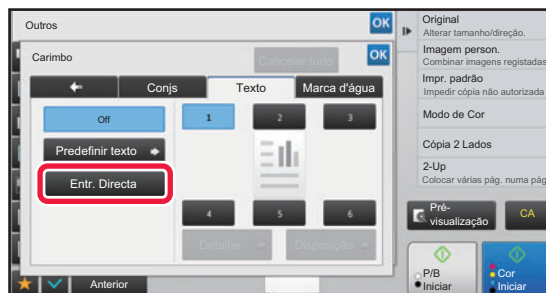 Outros
OK
Carimbo
Cancelar tudo
OK
Conjs
Texto
Marca d'água
Off
Predefinir texto
Entr. Directa
1
2
3
4
5
6
Detalhe
Disposição
Anterior
Original
Alterar tamanho/direção.
Imagem person.
Combinar imagens registadas
Impr. padrão
Impedir cópia não autorizada
Modo de Cor
Cópia 2 Lados
2-Up
Colocar várias pág. numa pág
Pré-
visualização
CA
P/B
Iniciar
Cor
Iniciar